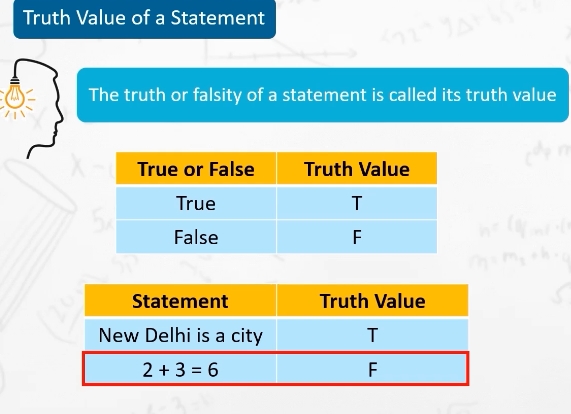 Truth Value of a Statement
The truth or falsity of a statement is called its truth value
True or False Truth Value
True T
False F
Statement Truth Value
New Delhi is a city T
2 + 3 = 6 F